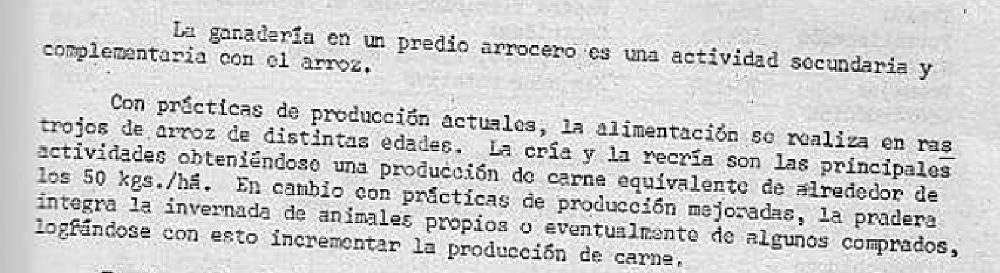 La ganadería en un predio arrocero es una actividad secundaria y
complementaria con el arroz.
Con prácticas de producción actuales, la alimentación se realiza en ras
trojos de arroz de distintas edades. La cría y la recría son las principales
actividades obteniéndose una producción de carne equivalente de alrededor de
los 50 kgs./há. En cambio con prácticas de producción mejoradas, la pradera
integra la invernada de animales propios o eventualmente de algunos comprados,
lográndose con esto incrementar la producción de carne.